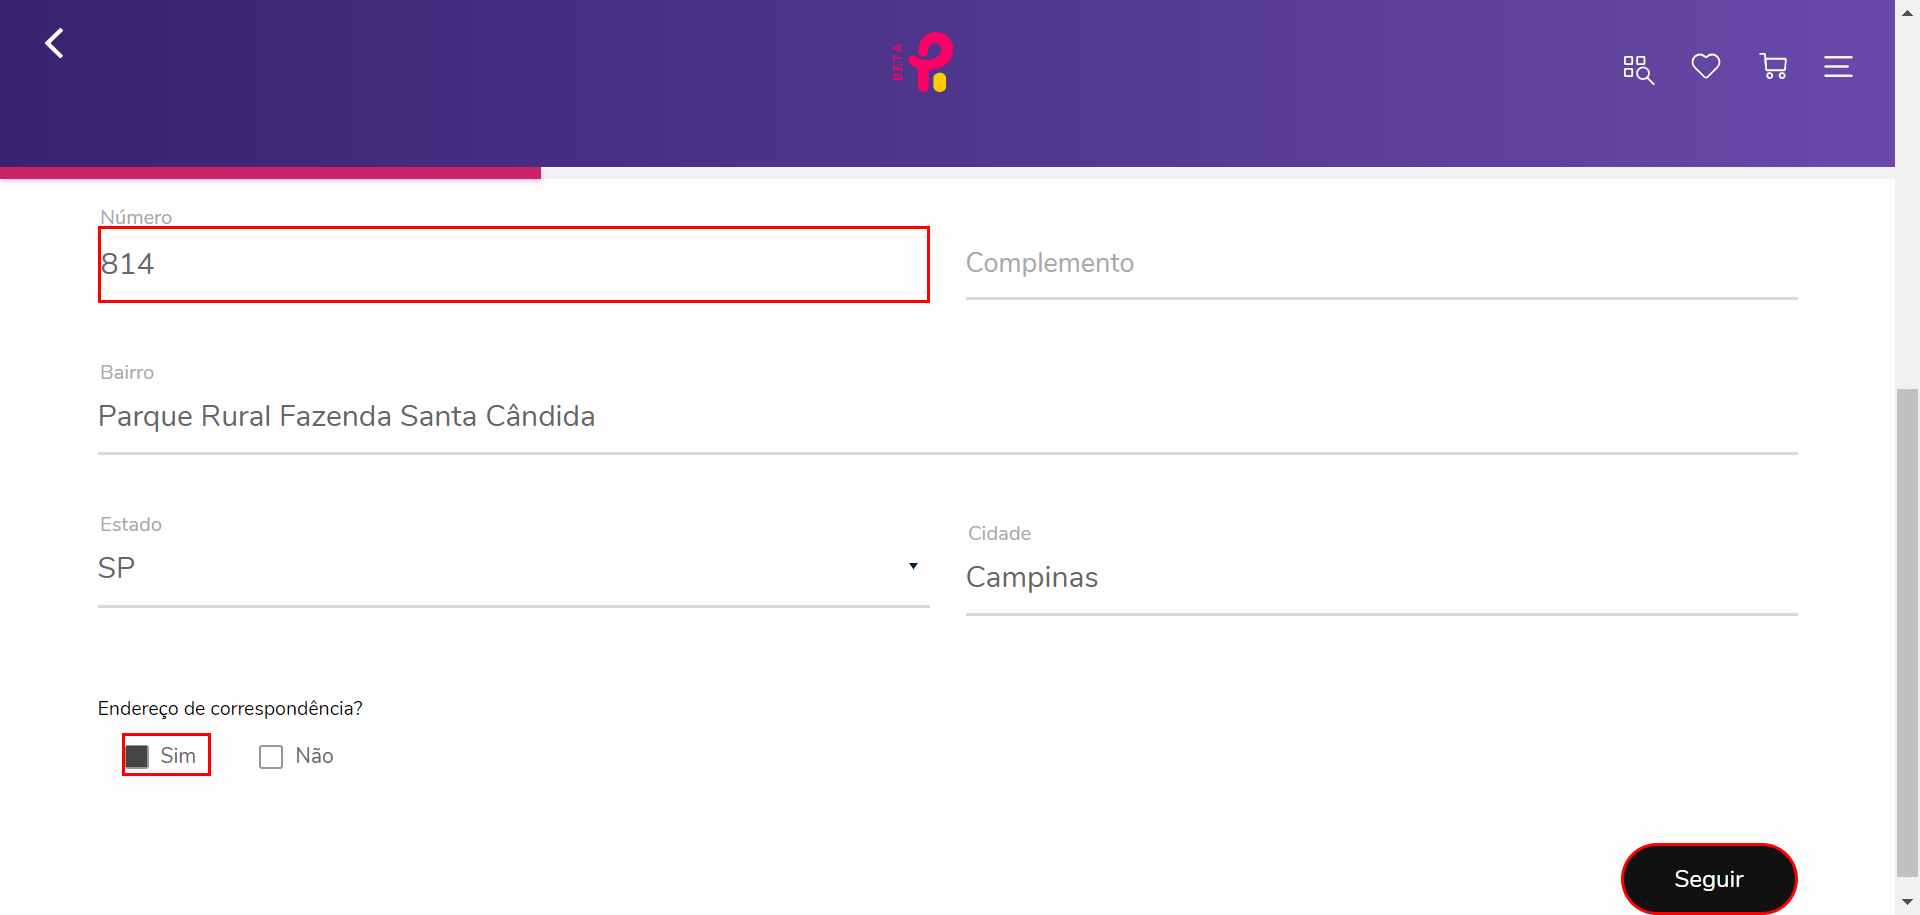 BETA
Número
814
Complemento
Bairro
Parque Rural Fazenda Santa Cândida
Estado
SP
Cidade
Campinas
Endereço de correspondência?
Sim
Não
Seguir